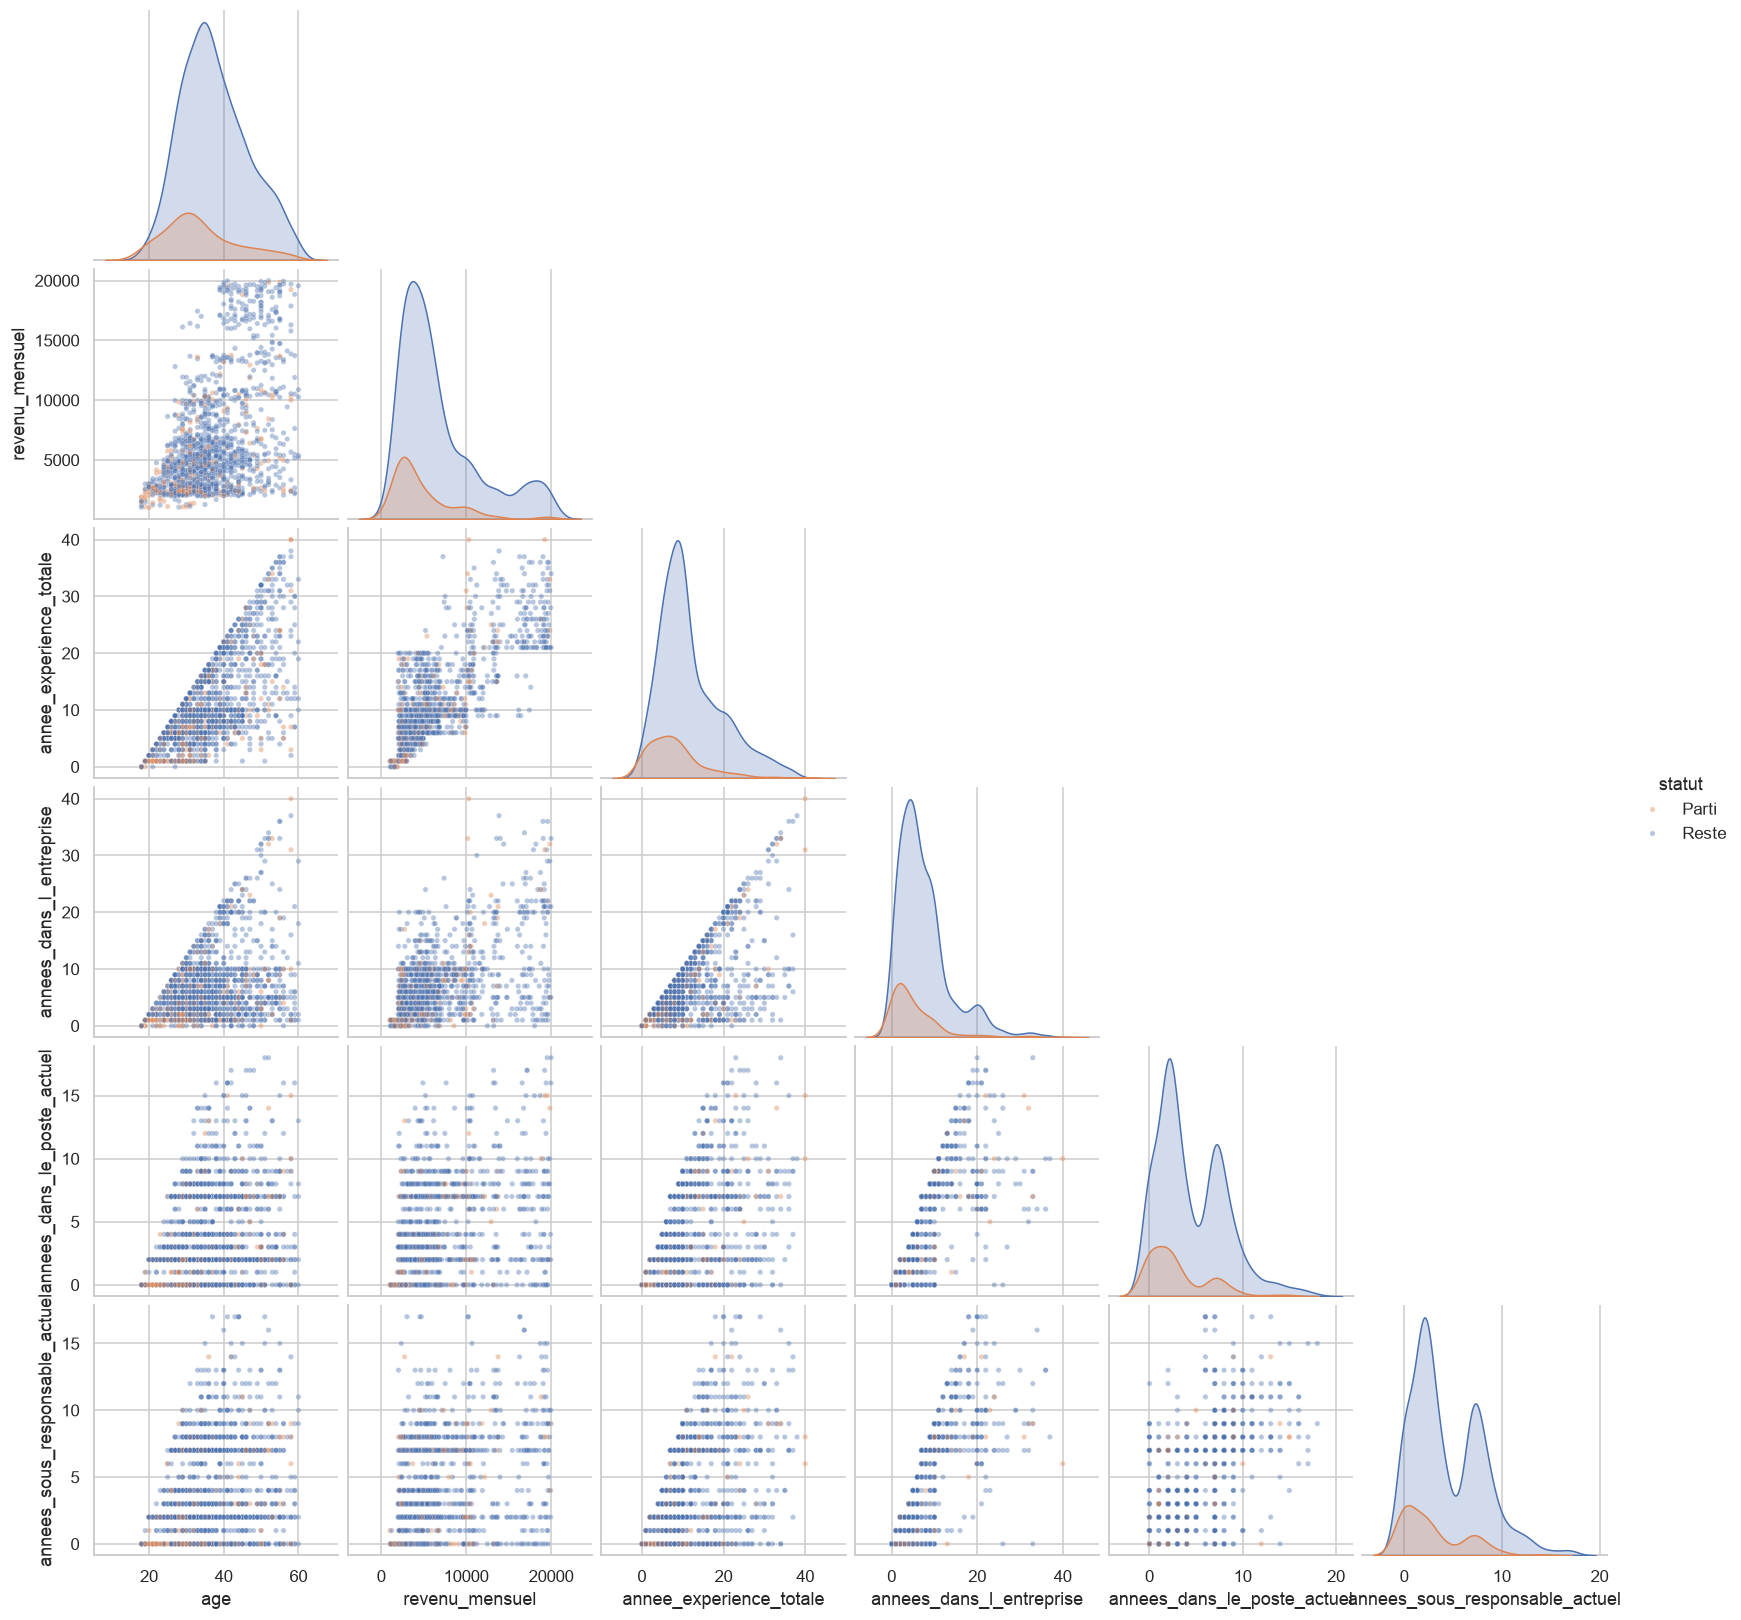 20000
15000
10000
5000
revenu_mensuel
40
30
20
10
0
annee_experience_totale
40
30
20
10
0
annees_dans_l_entreprise
statut
Parti
Reste
15
10
5
0
annees_dans_le_poste_actuel
15
10
5
0
annees_sous_responsable_actuel
20 40 60
0 10000 20000
0 20 40
0 20 40
0 10 20
0 10 20
age
revenu_mensuel
annee_experience_totale
annees_dans_l_entreprise
annees_dans_le_poste_actuel
annees_sous_responsable_actuel